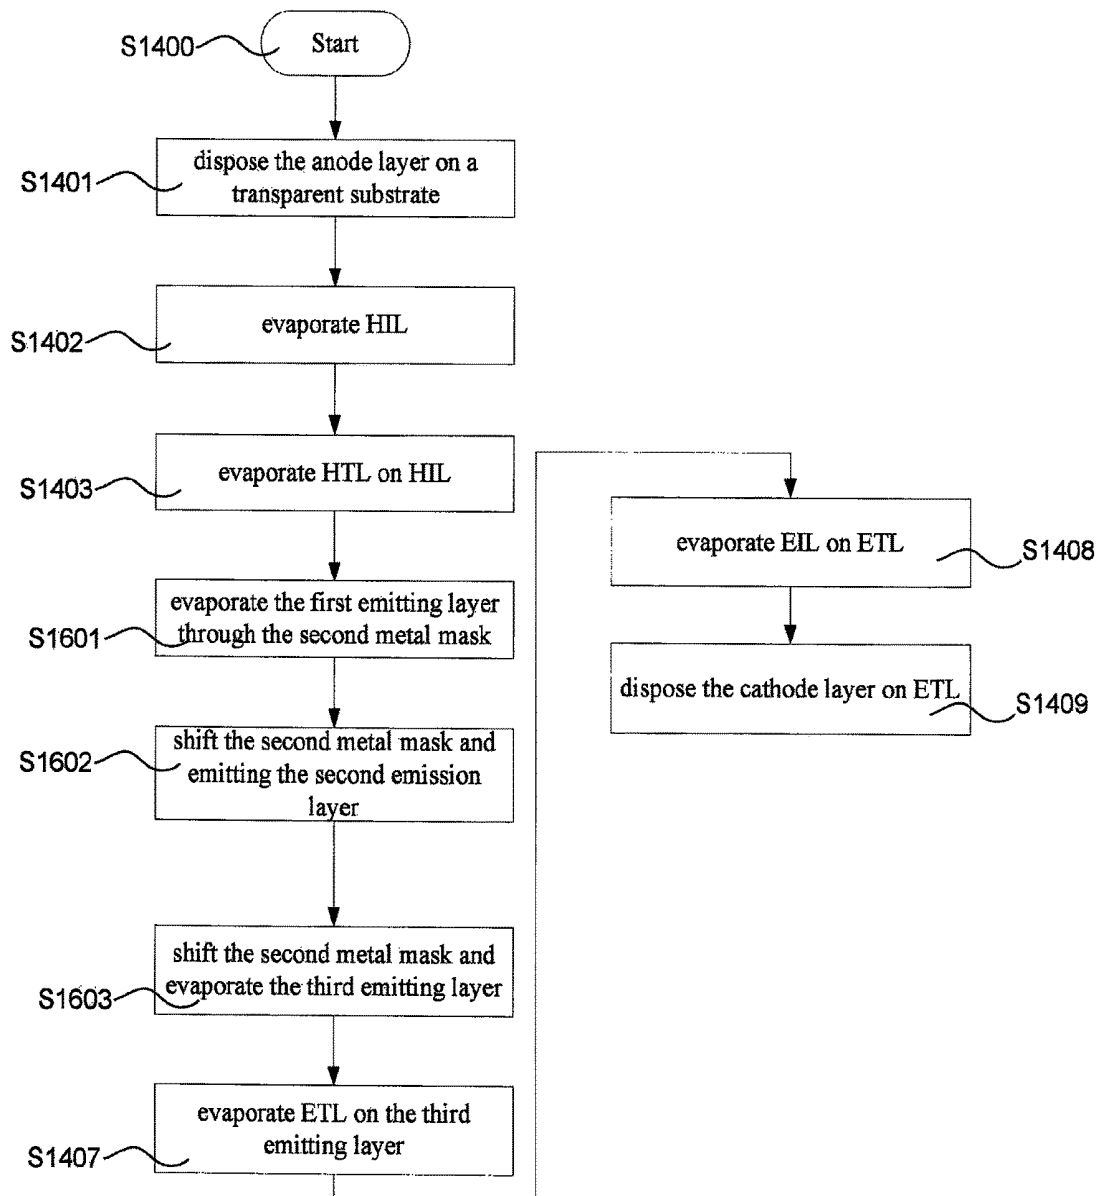 S1400
Start
S1401
dispose the anode layer on a
transparent substrate
S1402
evaporate HIL
S1403
evaporate HTL on HIL
S1601
evaporate the first emitting layer
through the second metal mask
S1602
shift the second metal mask and
emitting the second emission
layer
S1603
shift the second metal mask and
evaporate the third emitting layer
S1407
evaporate ETL on the third
emitting layer
evaporate EIL on ETL
S1408
dispose the cathode layer on ETL
S1409